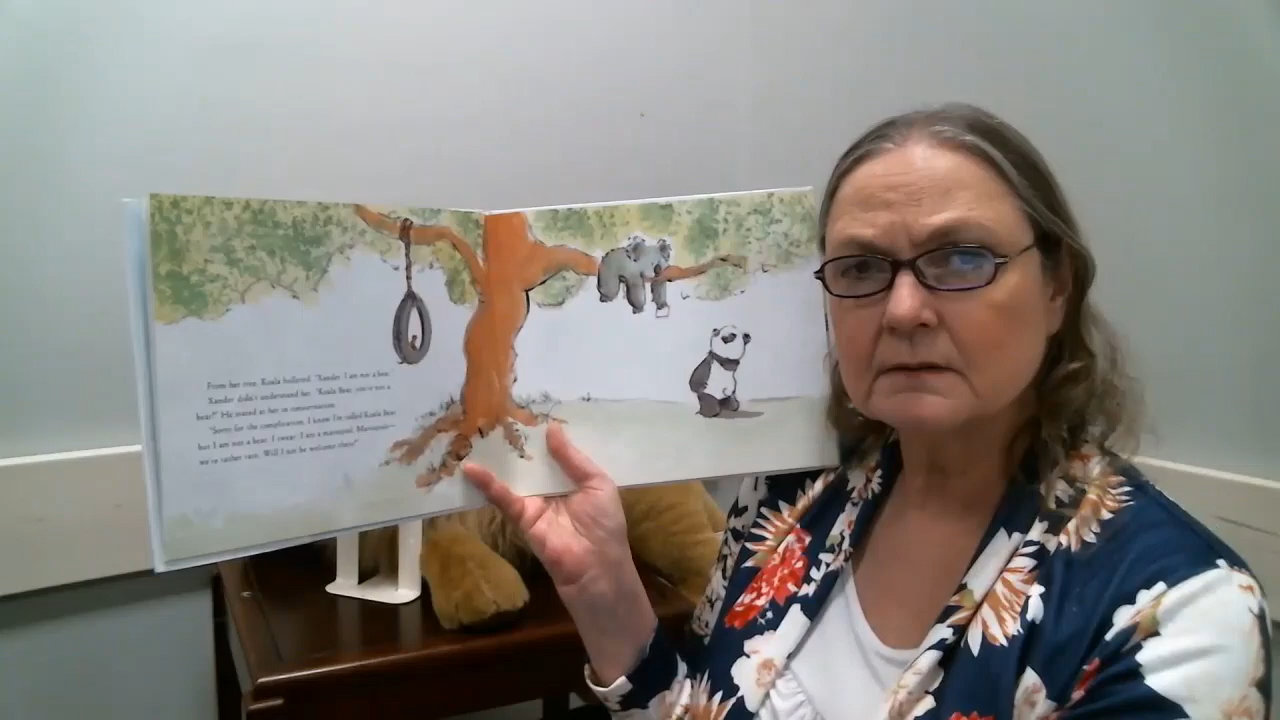 From her tree, Koala hollered, "Xander, I am not a bear."
Xander didn't understand her. "Koala Bear, you're not a
bear?" He stared at her in consternation.
"Sorry for the complication, I know I'm called Koala Bear
but I am not a bear. I swear. I am a marsupial. Marsupials—
we're rather rare. Will I not be welcome there?"